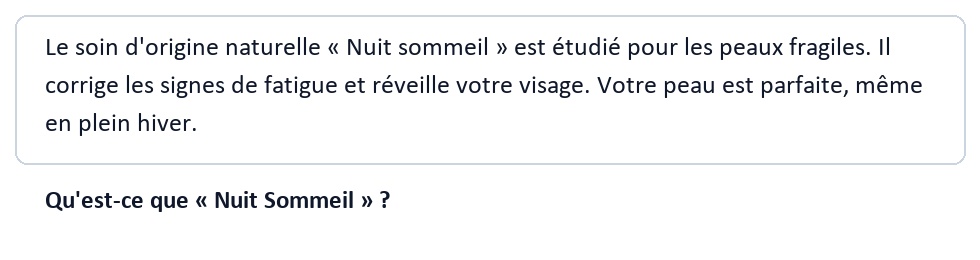 Le soin d'origine naturelle « Nuit sommeil » est étudié pour les peaux fragiles. Il
corrige les signes de fatigue et réveille votre visage. Votre peau est parfaite, même
en plein hiver.
Qu'est-ce que « Nuit Sommeil » ?